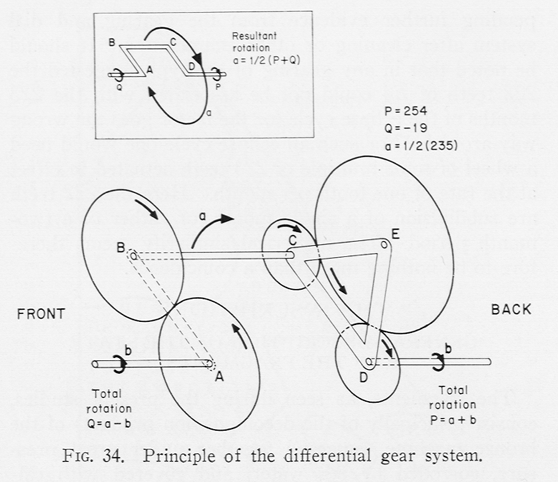 B
C
A
D
Q
P
a
Resultant
rotation
a=1/2(P+Q)
P=254
Q=-19
a=1/2(235)
B
a
C
E
FRONT
BACK
b
A
D
b
Total
rotation
Q=a-b
Total
rotation
P=a+b
FIG. 34. Principle of the differential gear system.